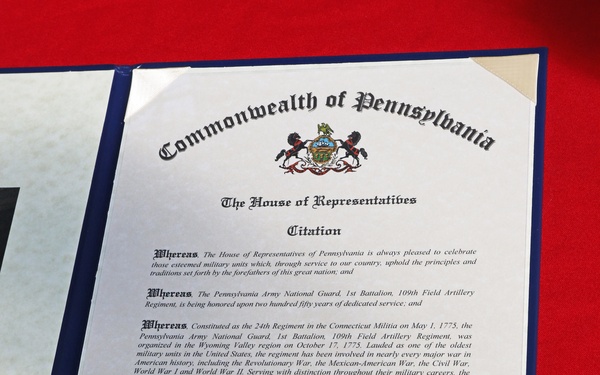 Commonwealth of Pennsylvania
The House of Representatives
Citation
Whereas, The House of Representatives of Pennsylvania is always pleased to celebrate
those esteemed military units which, through service to our country, uphold the principles and
traditions set forth by the forefathers of this great nation; and
Whereas, The Pennsylvania Army National Guard, 1st Battalion, 109th Field Artillery
Regiment, is being honored upon two hundred fifty years of dedicated service; and
Whereas, Constituted as the 24th Regiment in the Connecticut Militia on May 1, 1775, the
Pennsylvania Army National Guard, 1st Battalion, 109th Field Artillery Regiment, was
organized in the Wyoming Valley region on October 17, 1775. Lauded as one of the oldest
military units in the United States, the regiment has been involved in nearly every major war in
American history, including the Revolutionary War, the Mexican-American War, the Civil War,
World War I and World War II. Serving with distinction throughout their military careers, the